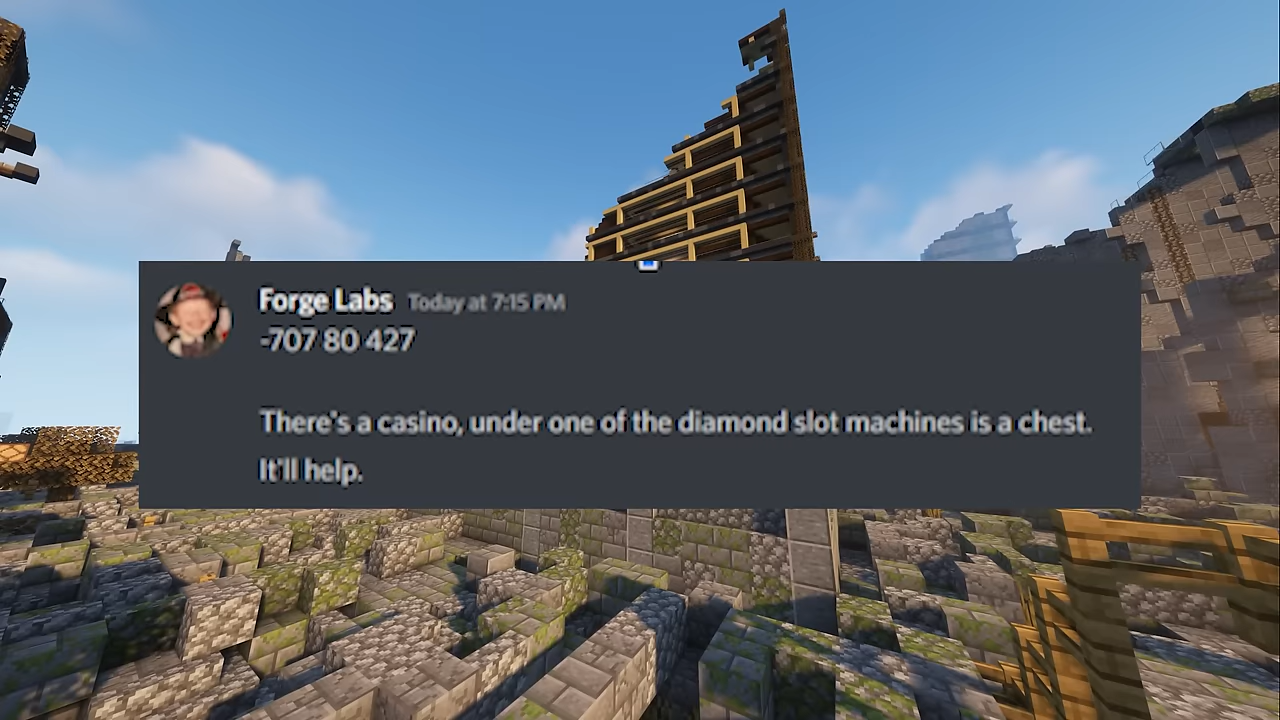 Forge Labs Today at 7:15 PM
-707 80 427
There's a casino, under one of the diamond slot machines is a chest.
It'll help.